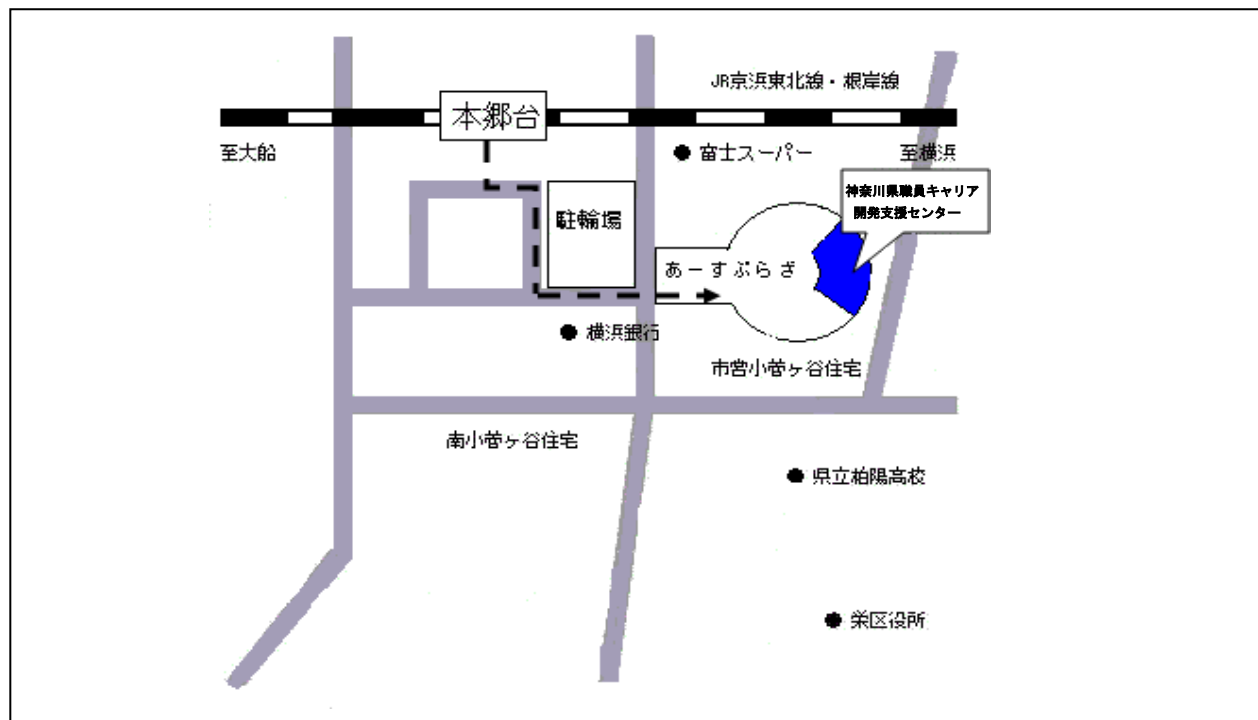 JR京浜東北線・根岸線
本郷台
至大船
富士スーパー
至横浜
神奈川県職員キャリア
開発支援センター
駐輪場
あーすぷらざ
横浜銀行
市営小菅ヶ谷住宅
南小菅ヶ谷住宅
県立柏陽高校
栄区役所